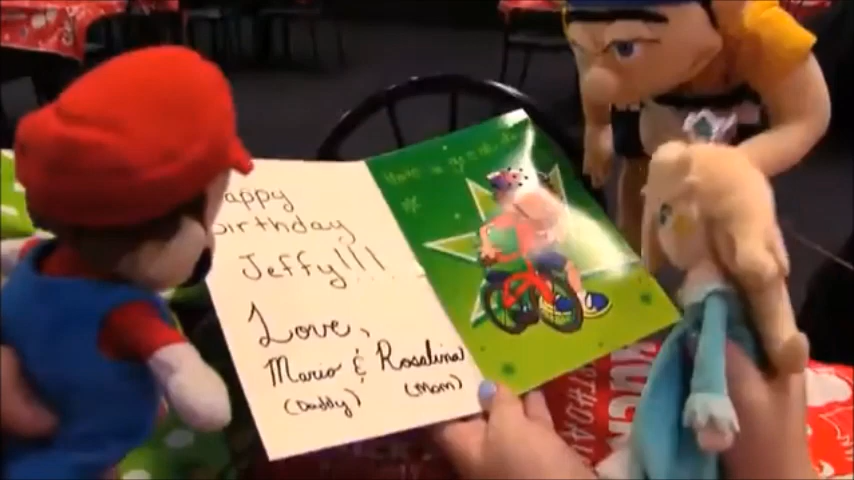 Happy
Birthday
Jeffy!!!
Love,
Mario & Rosalina
(Daddy) (Mom)